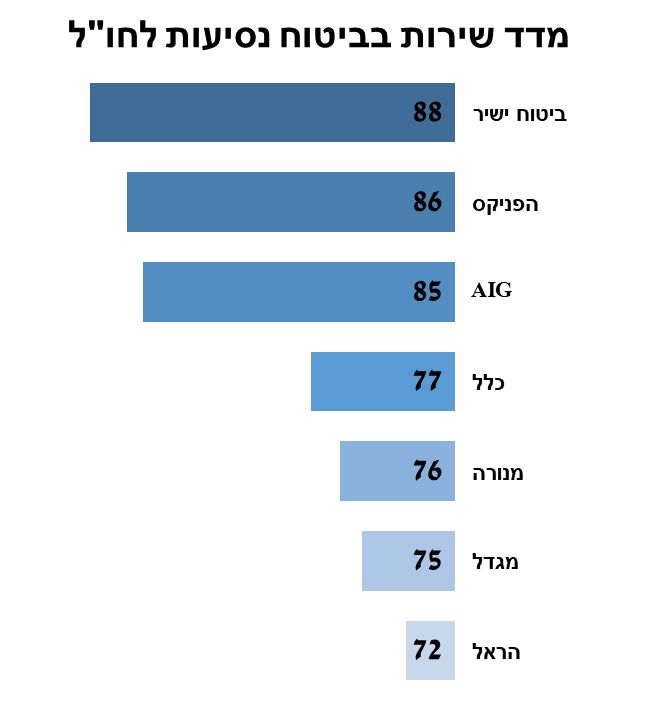 מדד שירות בביטוח נסיעות לחו"ל
ביטוח ישיר 88
הפניקס 86
AIG 85
כלל 77
מנורה 76
מגדל 75
הראל 72